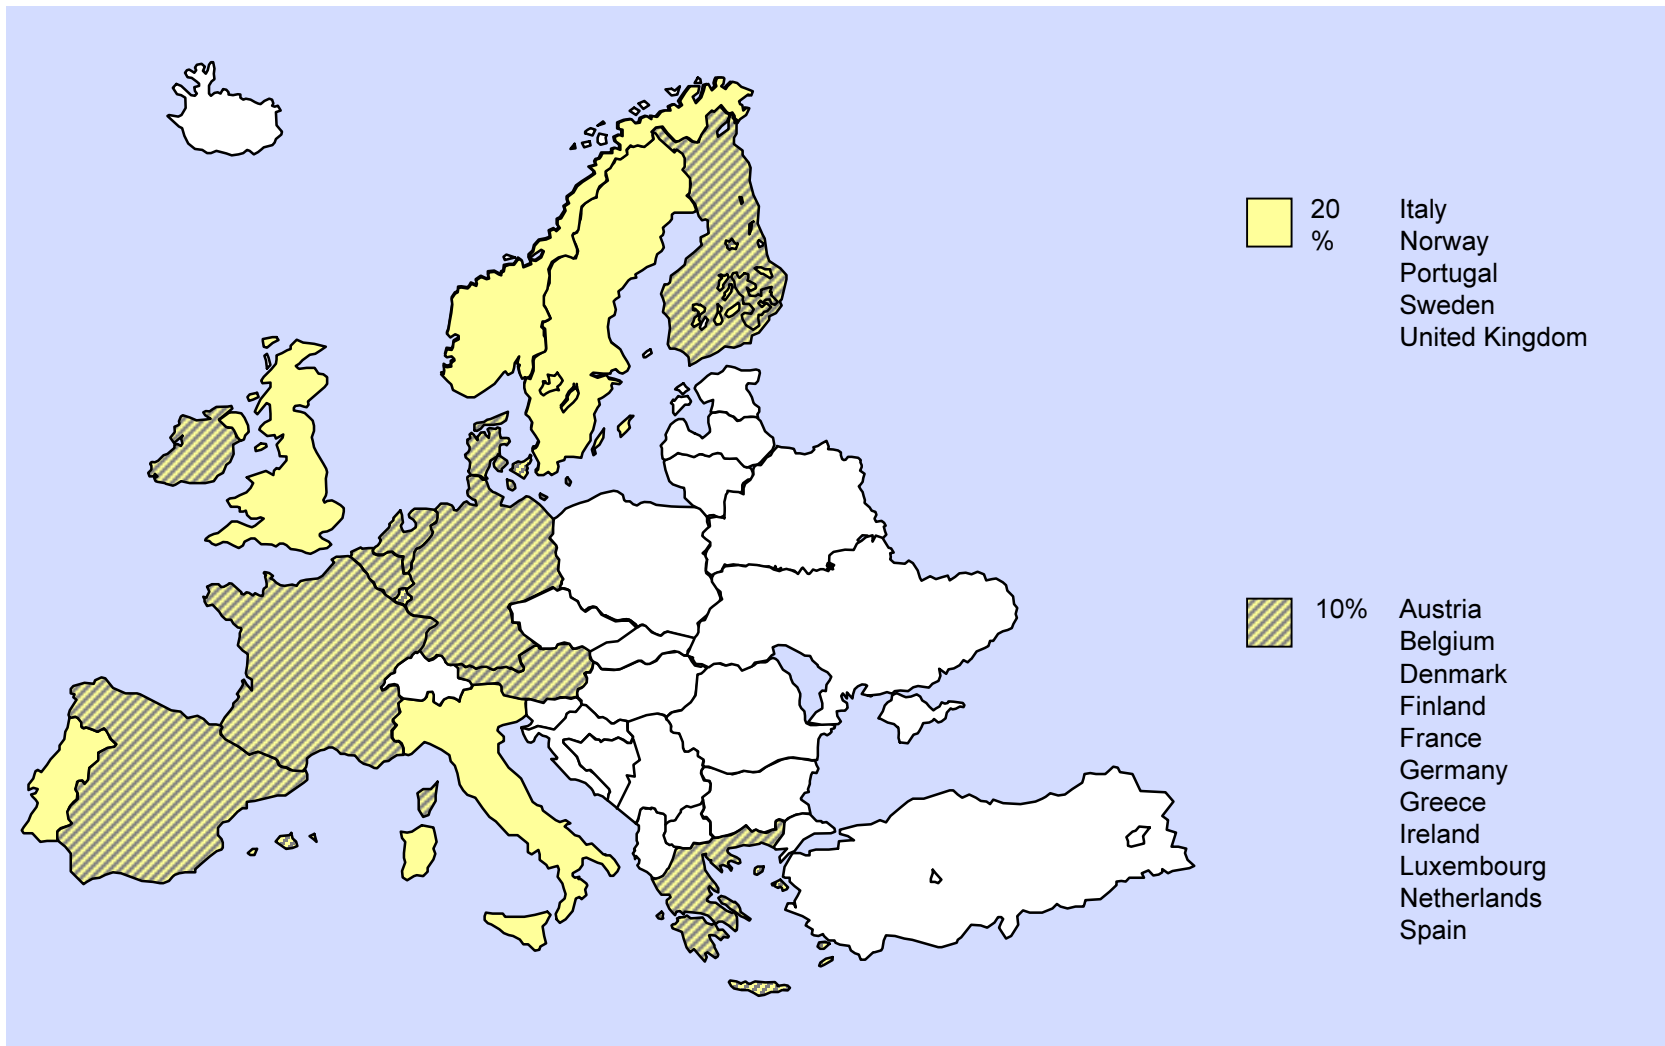 20
%
Italy
Norway
Portugal
Sweden
United Kingdom
10%
Austria
Belgium
Denmark
Finland
France
Germany
Greece
Ireland
Luxembourg
Netherlands
Spain